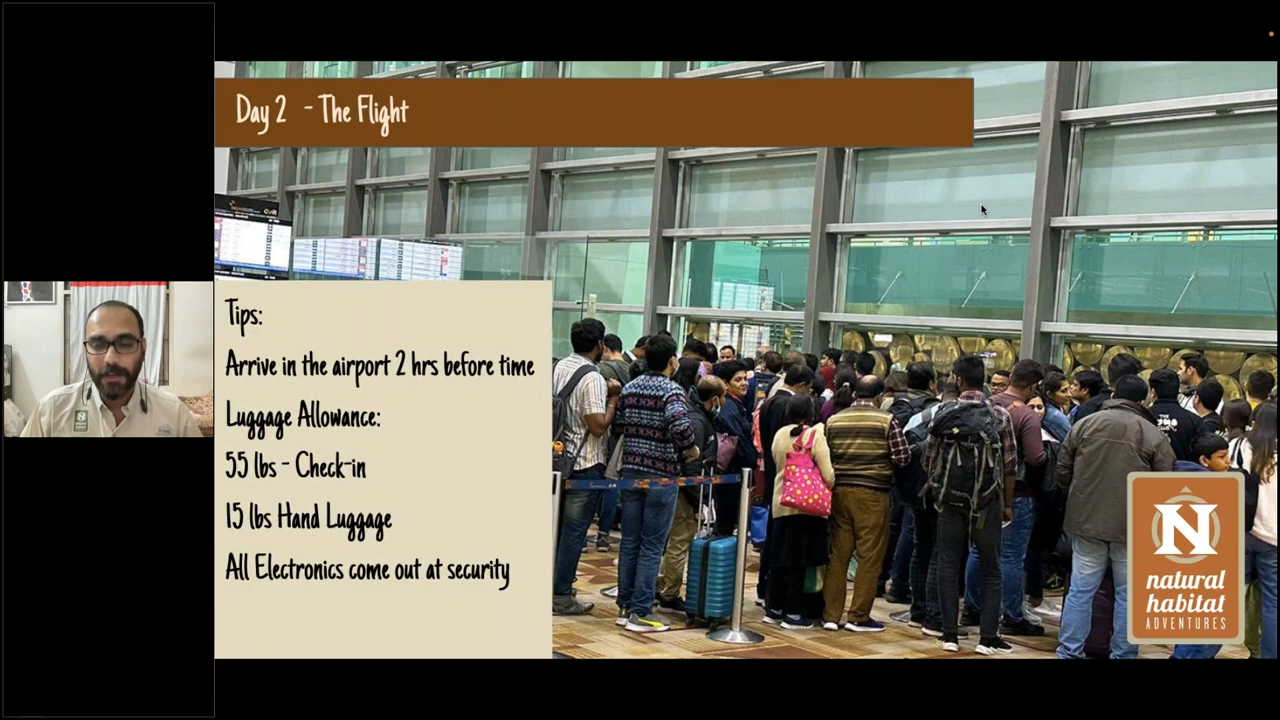 Day 2 - The Flight
Tips:
Arrive in the airport 2 hrs before time
Luggage Allowance:
55 lbs - Check-in
15 lbs Hand Luggage
All Electronics come out at security
N
natural
habitat
ADVENTURES